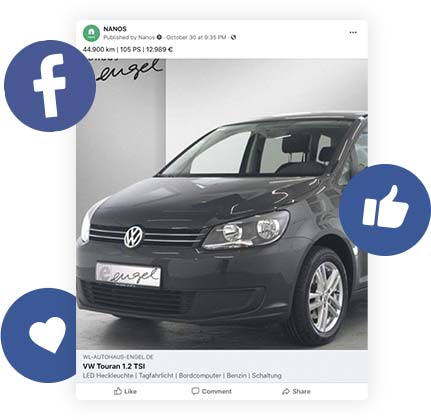 NANOS
Published by Nanos · October 30 at 9:35 PM ·
44.900 km | 105 PS | 12.989 €
engel
engel
WL-AUTOHAUS-ENGEL.DE
VW Touran 1.2 TSI
LED Heckleuchte | Tagfahrlicht | Bordcomputer | Benzin | Schaltung
Like Comment Share